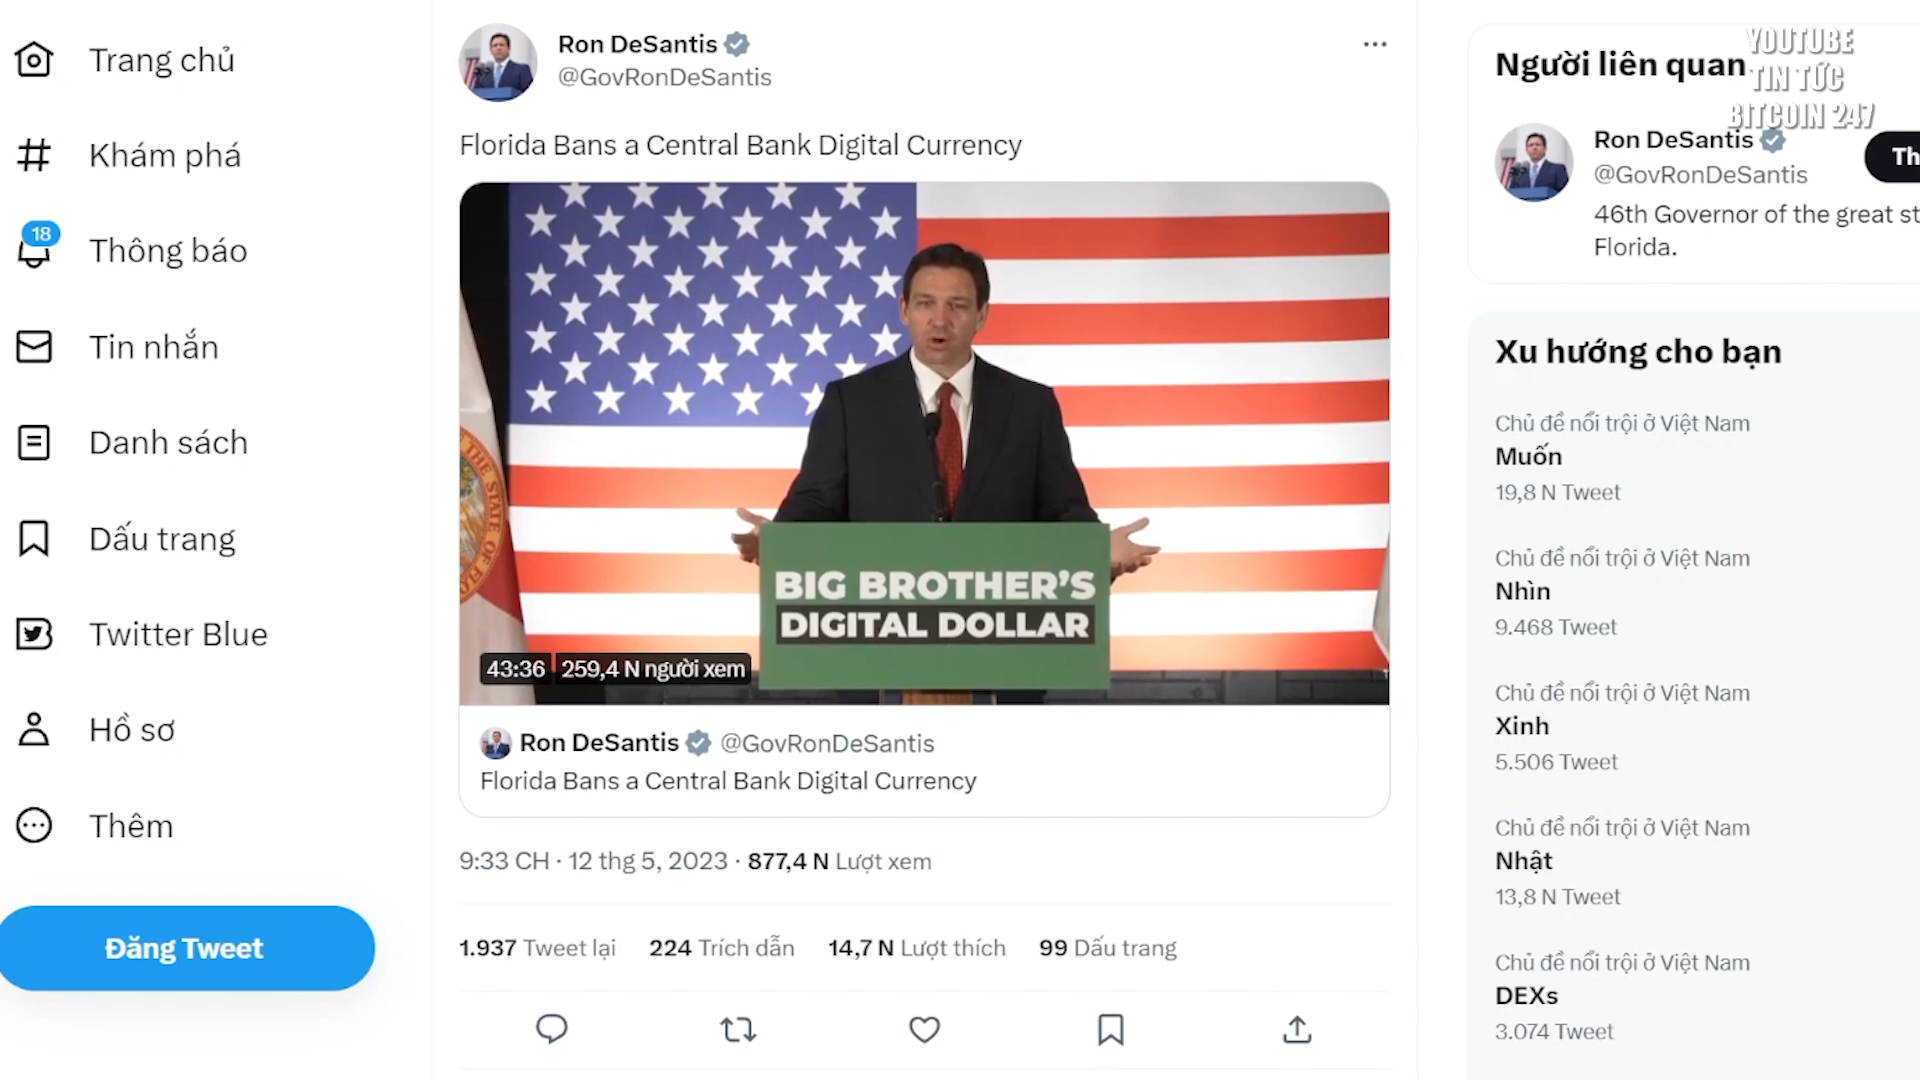 Trang chủ
Khám phá
18
Thông báo
Tin nhắn
Danh sách
Dấu trang
Twitter Blue
Hồ sơ
Thêm
Đăng Tweet
Ron DeSantis
@GovRonDeSantis
Florida Bans a Central Bank Digital Currency
THE STATE OF FLO
BIG BROTHER'S
DIGITAL DOLLAR
43:36 259,4 N người xem
Ron DeSantis @GovRonDeSantis
Florida Bans a Central Bank Digital Currency
9:33 CH · 12 thg 5, 2023 · 877,4 N Lượt xem
1.937 Tweet lại 224 Trích dẫn 14,7 N Lượt thích 99 Dấu trang
YOUTUBE
TIN TỨC
BITCOIN 247
Người liên quan
Ron DeSantis
@GovRonDeSantis
Th
46th Governor of the great st
Florida.
Xu hướng cho bạn
Chủ đề nổi trội ở Việt Nam
Muốn
19,8 N Tweet
Chủ đề nổi trội ở Việt Nam
Nhìn
9.468 Tweet
Chủ đề nổi trội ở Việt Nam
Xinh
5.506 Tweet
Chủ đề nổi trội ở Việt Nam
Nhật
13,8 N Tweet
Chủ đề nổi trội ở Việt Nam
DEXs
3.074 Tweet